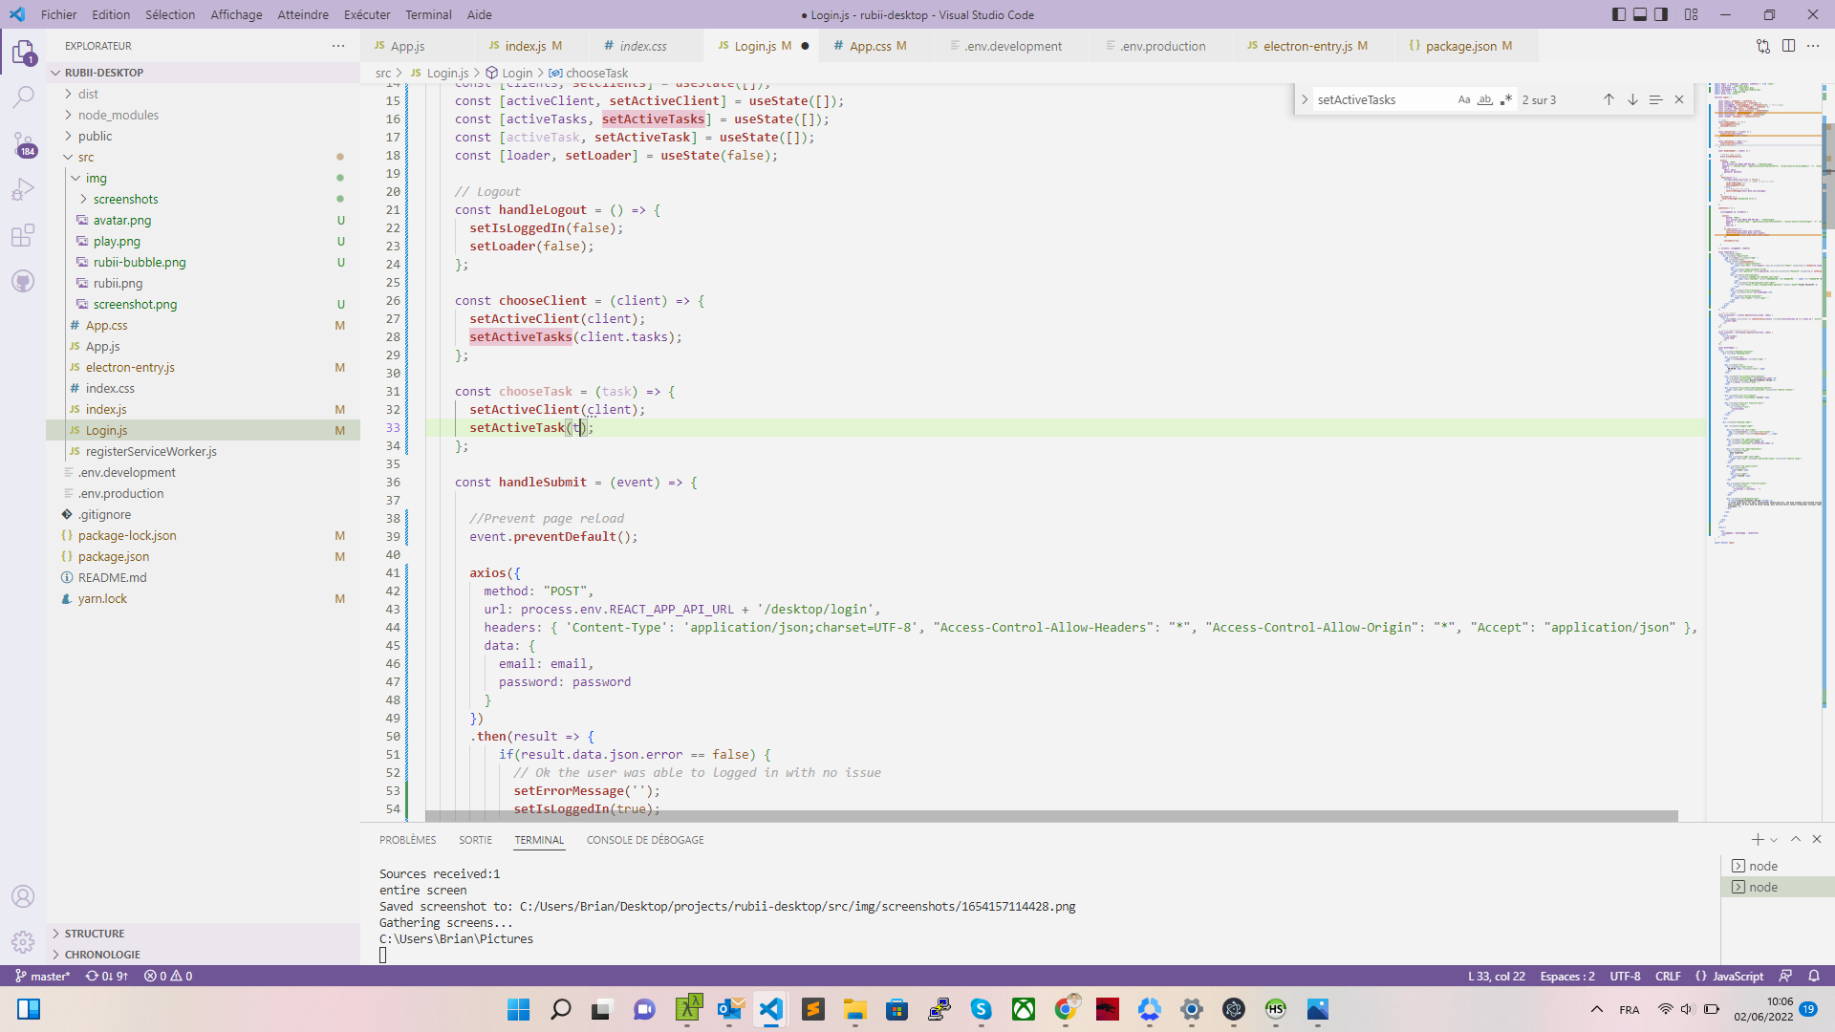 Fichier Edition Sélection Affichage Atteindre Exécuter Terminal Aide
● Login.js - rubii-desktop - Visual Studio Code
EXPLORATEUR
JS App.js
JS index.js M
# index.css
JS Login.js M ●
# App.css M
.env.development
.env.production
JS electron-entry.js M
{} package.json M
src > JS Login.js > Login > chooseTask
setActiveTasks
Aa ab .*
2 sur 3
1
184
RUBII-DESKTOP
dist
node_modules
public
src
img
screenshots
avatar.png U
play.png U
rubii-bubble.png U
rubii.png
screenshot.png U
# App.css M
JS App.js
JS electron-entry.js M
# index.css
JS index.js M
JS Login.js M
JS registerServiceWorker.js
.env.development
.env.production
.gitignore
{} package-lock.json M
{} package.json M
README.md
yarn.lock M
STRUCTURE
CHRONOLOGIE
14 const [clients, setClients] = useState([]);
15 const [activeClient, setActiveClient] = useState([]);
16 const [activeTasks, setActiveTasks] = useState([]);
17 const [activeTask, setActiveTask] = useState([]);
18 const [loader, setLoader] = useState(false);
19
20 // Logout
21 const handleLogout = () => {
22 setIsLoggedIn(false);
23 setLoader(false);
24 };
25
26 const chooseClient = (client) => {
27 setActiveClient(client);
28 setActiveTasks(client.tasks);
29 };
30
31 const chooseTask = (task) => {
32 setActiveClient(client);
33 setActiveTask(t);
34 };
35
36 const handleSubmit = (event) => {
37
38 //Prevent page reload
39 event.preventDefault();
40
41 axios({
42 method: "POST",
43 url: process.env.REACT_APP_API_URL + '/desktop/login',
44 headers: { 'Content-Type': 'application/json;charset=UTF-8', "Access-Control-Allow-Headers": "*", "Access-Control-Allow-Origin": "*", "Accept": "application/json" },
45 data: {
46 email: email,
47 password: password
48 }
49 })
50 .then(result => {
51 if(result.data.json.error == false) {
52 // Ok the user was able to logged in with no issue
53 setErrorMessage('');
54 setIsLoggedIn(true);
PROBLÈMES SORTIE TERMINAL CONSOLE DE DÉBOGAGE
Sources received:1
entire screen
Saved screenshot to: C:/Users/Brian/Desktop/projects/rubii-desktop/src/img/screenshots/1654157114428.png
Gathering screens...
C:\Users\Brian\Pictures
node
node
master* 0↓ 9↑ 0 0
L 33, col 22 Espaces : 2 UTF-8 CRLF {} JavaScript
FRA
10:06
02/06/2022
19